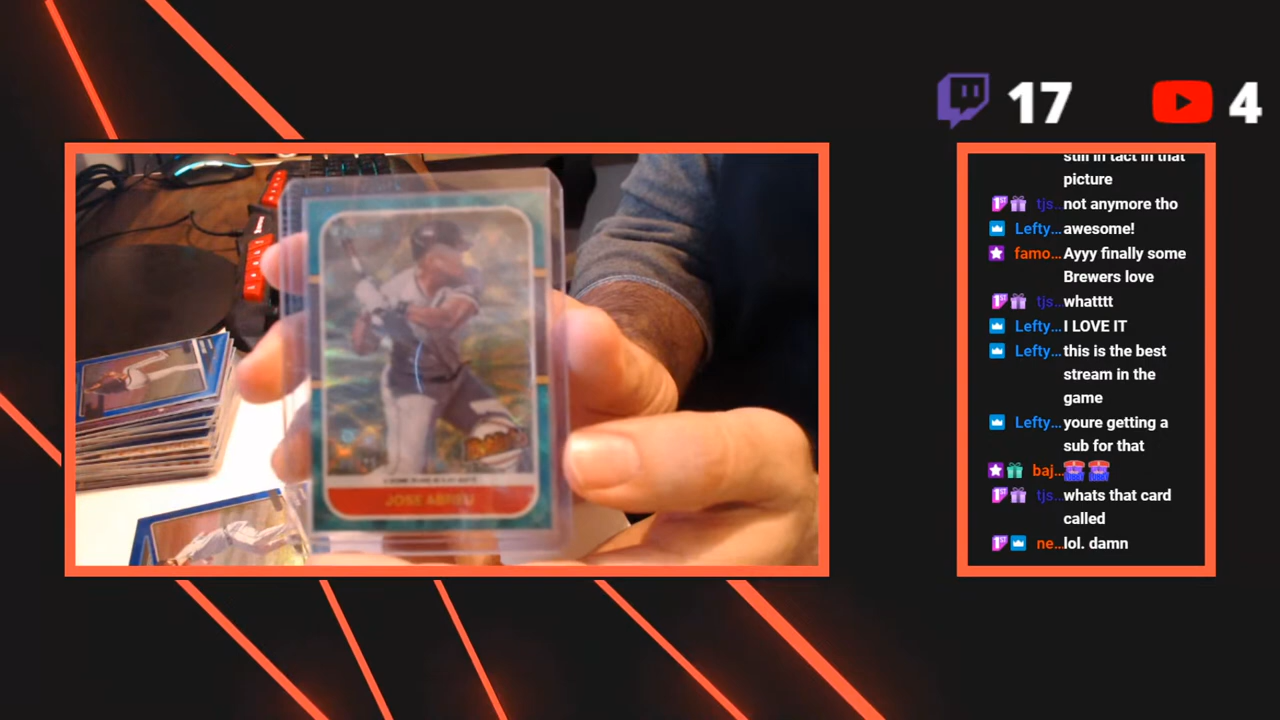 17
4
still in tact in that
picture
tjs... not anymore tho
Lefty... awesome!
famo... Ayyy finally some
Brewers love
tjs... whatttt
Lefty... I LOVE IT
Lefty... this is the best
stream in the
game
Lefty... youre getting a
sub for that
baj...
tjs... whats that card
called
ne... lol. damn
JOSE ABREU